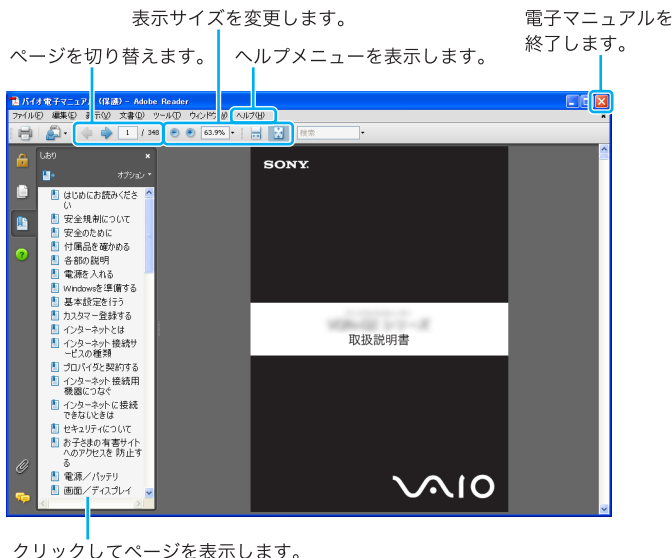 表示サイズを変更します。
電子マニュアルを
終了します。
ページを切り替えます。
ヘルプメニューを表示します。
バイオ電子マニュアル (保護) - Adobe Reader
ファイル(F) 編集(E) 表示(V) 文書(D) ツール(T) ウィンドウ(W) ヘルプ(H)
1 / 348 63.9% 検索
しおり
オプション
はじめにお読みくださ
い
安全規制について
安全のために
付属品を確かめる
各部の説明
電源を入れる
Windowsを準備する
基本設定を行う
カスタマー登録する
インターネットとは
インターネット接続サ
ービスの種類
プロバイダと契約する
インターネット接続用
機器につなぐ
インターネットに接続
できないときは
セキュリティについて
お子さまの有害サイト
へのアクセスを防止す
る
電源/バッテリ
画面/ディスプレイ
SONY
取扱説明書
VAIO
クリックしてページを表示します。